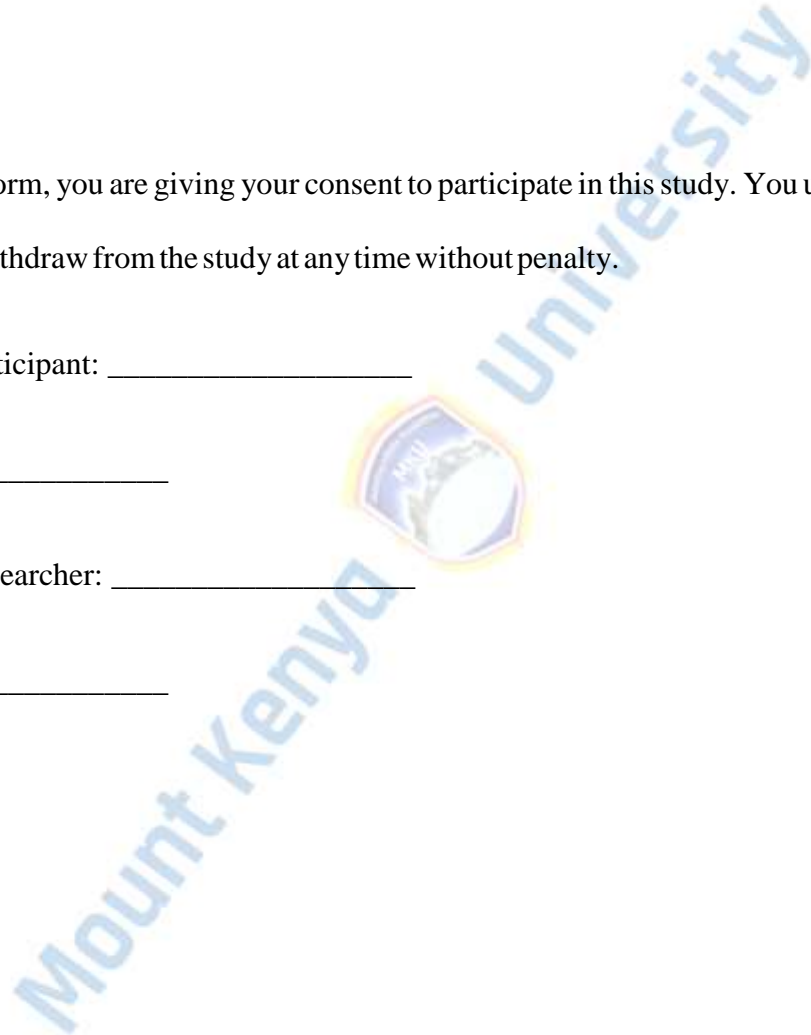 orm, you are giving your consent to participate in this study. You u
thdraw from the study at any time without penalty.
ticipant: ___________________
___________
earcher: ___________________
___________
Mount Kenya University
MKU